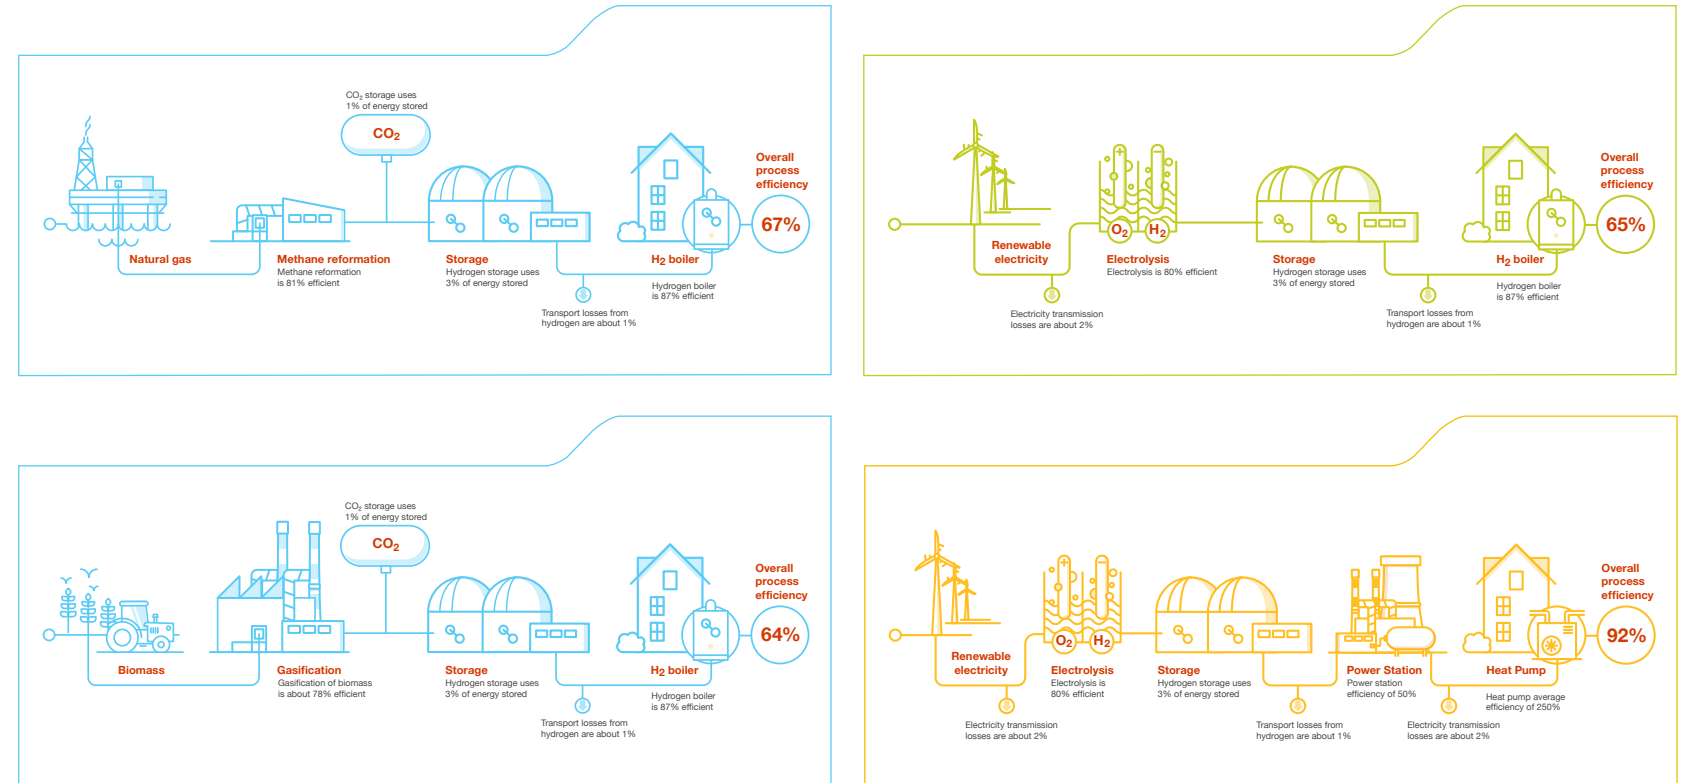 CO₂ storage uses
1% of energy stored
CO₂
Overall
process
efficiency
67%
Natural gas
Methane reformation
Methane reformation
is 81% efficient
Storage
Hydrogen storage uses
3% of energy stored
H₂ boiler
Hydrogen boiler
is 87% efficient
Transport losses from
hydrogen are about 1%
Overall
process
efficiency
65%
O₂
H₂
Renewable
electricity
Electrolysis
Electrolysis is 80% efficient
Storage
Hydrogen storage uses
3% of energy stored
H₂ boiler
Hydrogen boiler
is 87% efficient
Electricity transmission
losses are about 2%
Transport losses from
hydrogen are about 1%
CO₂ storage uses
1% of energy stored
CO₂
Overall
process
efficiency
64%
Biomass
Gasification
Gasification of biomass
is about 78% efficient
Storage
Hydrogen storage uses
3% of energy stored
H₂ boiler
Hydrogen boiler
is 87% efficient
Transport losses from
hydrogen are about 1%
Overall
process
efficiency
92%
O₂
H₂
Renewable
electricity
Electrolysis
Electrolysis is
80% efficient
Storage
Hydrogen storage uses
3% of energy stored
Power Station
Power station
efficiency of 50%
Heat Pump
Heat pump average
efficiency of 250%
Electricity transmission
losses are about 2%
Transport losses from
hydrogen are about 1%
Electricity transmission
losses are about 2%